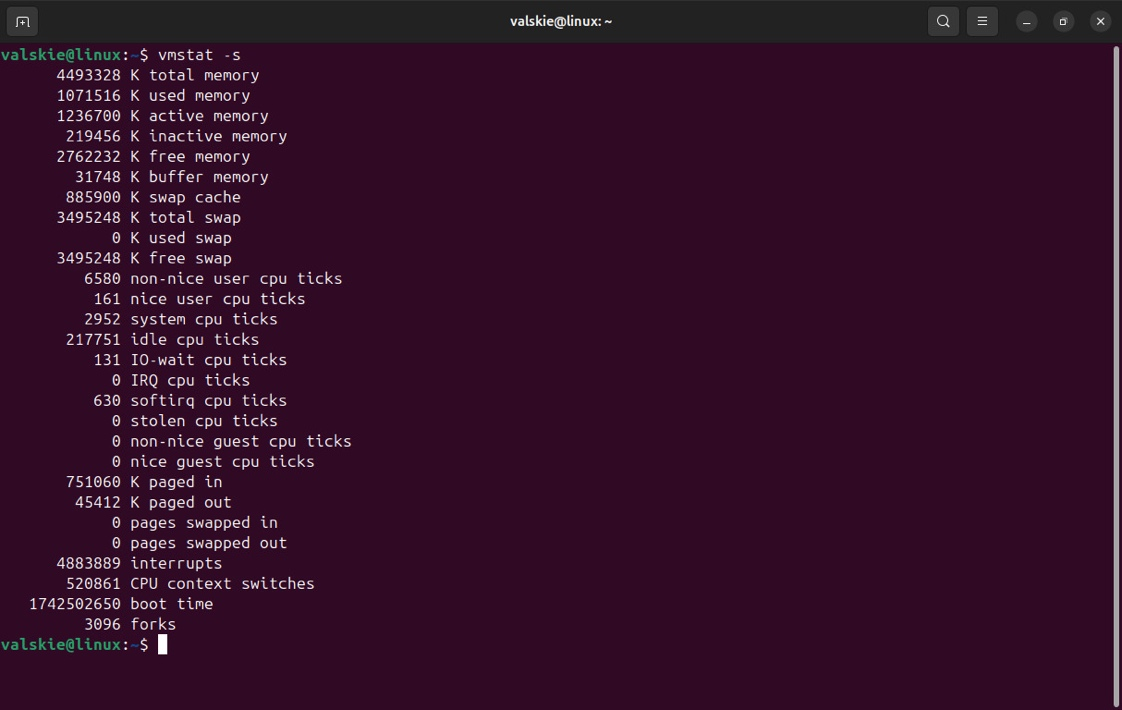 valskie@linux: ~
valskie@linux:~$ vmstat -s
4493328 K total memory
1071516 K used memory
1236700 K active memory
219456 K inactive memory
2762232 K free memory
31748 K buffer memory
885900 K swap cache
3495248 K total swap
0 K used swap
3495248 K free swap
6580 non-nice user cpu ticks
161 nice user cpu ticks
2952 system cpu ticks
217751 idle cpu ticks
131 IO-wait cpu ticks
0 IRQ cpu ticks
630 softirq cpu ticks
0 stolen cpu ticks
0 non-nice guest cpu ticks
0 nice guest cpu ticks
751060 K paged in
45412 K paged out
0 pages swapped in
0 pages swapped out
4883889 interrupts
520861 CPU context switches
1742502650 boot time
3096 forks
valskie@linux:~$